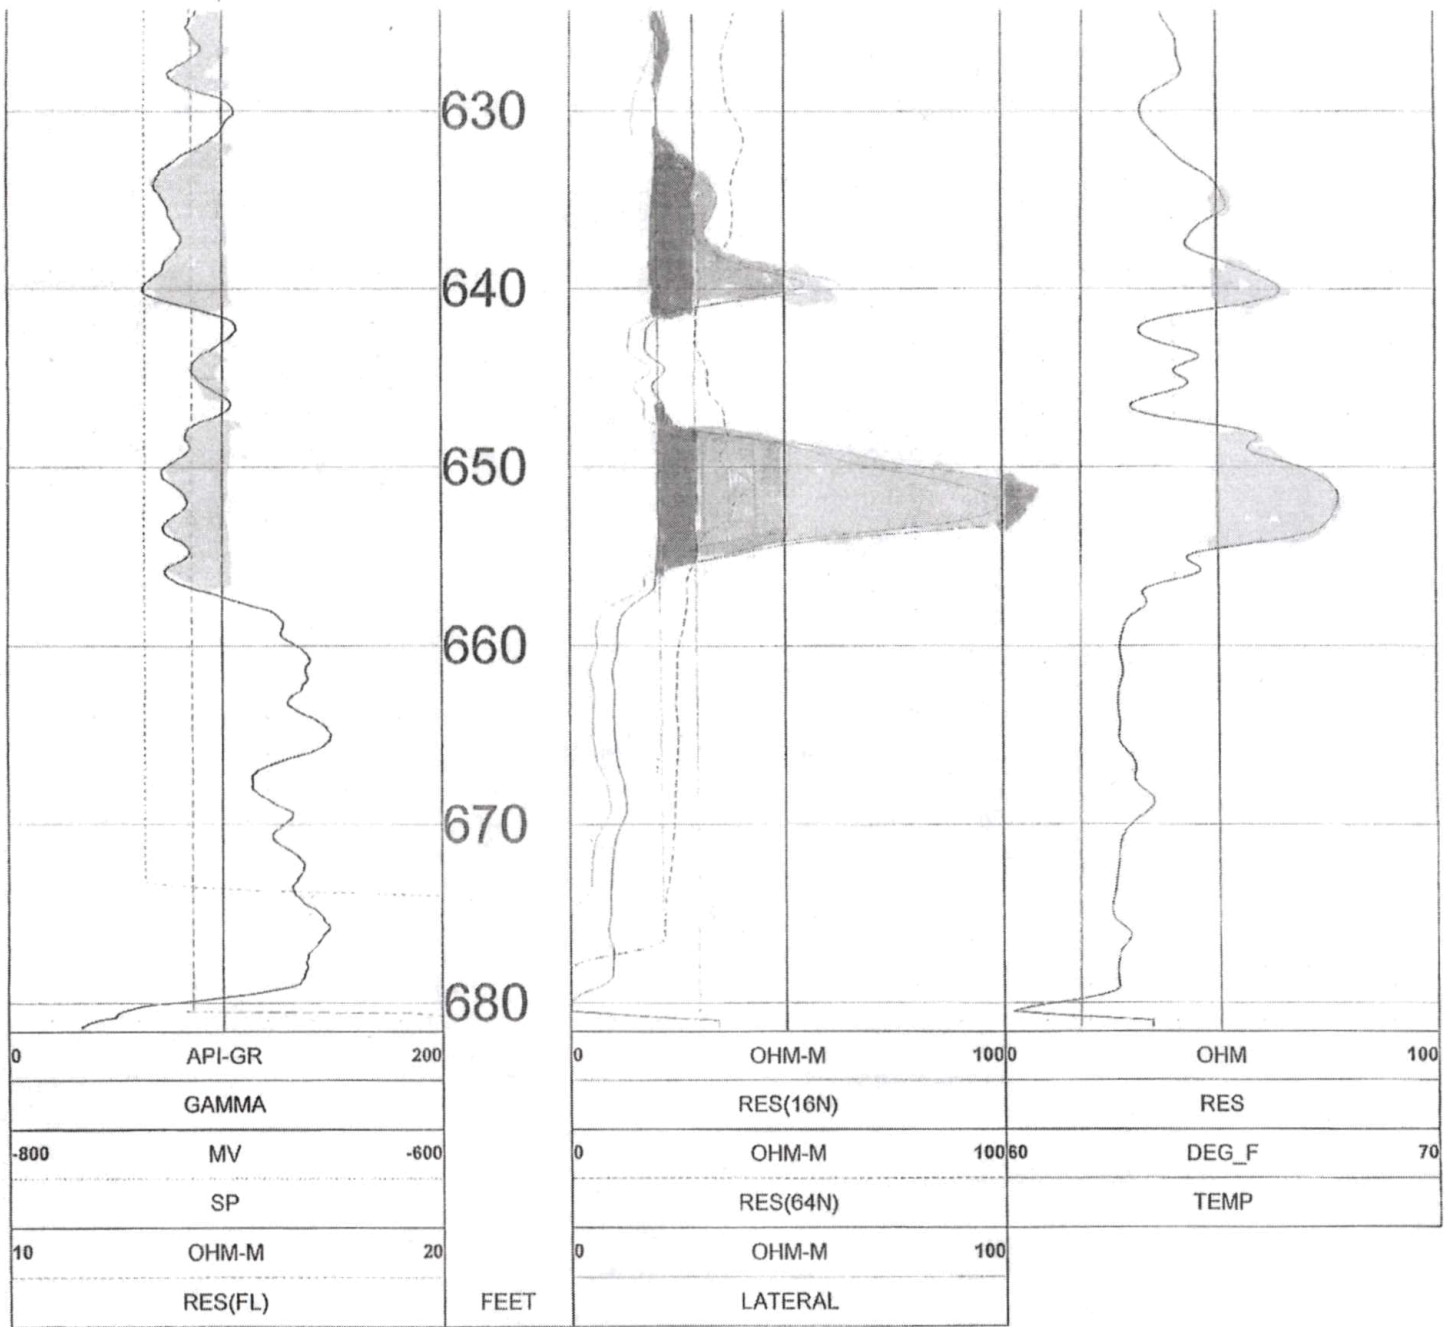 630
640
650
660
670
680
0 API-GR 200 0 OHM-M 100 0 OHM 100
GAMMA RES(16N) RES
-800 MV -600 0 OHM-M 100 60 DEG_F 70
SP RES(64N) TEMP
10 OHM-M 20 0 OHM-M 100
RES(FL) FEET LATERAL